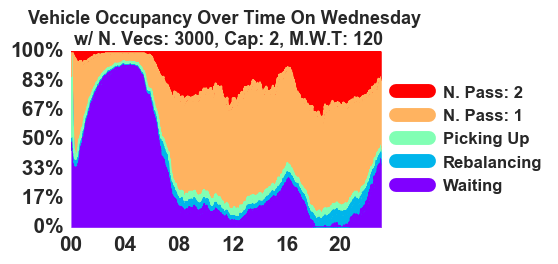 Vehicle Occupancy Over Time On Wednesday
w/ N. Vecs: 3000, Cap: 2, M.W.T: 120
100%
83%
67%
50%
33%
17%
0%
00 04 08 12 16 20
N. Pass: 2
N. Pass: 1
Picking Up
Rebalancing
Waiting